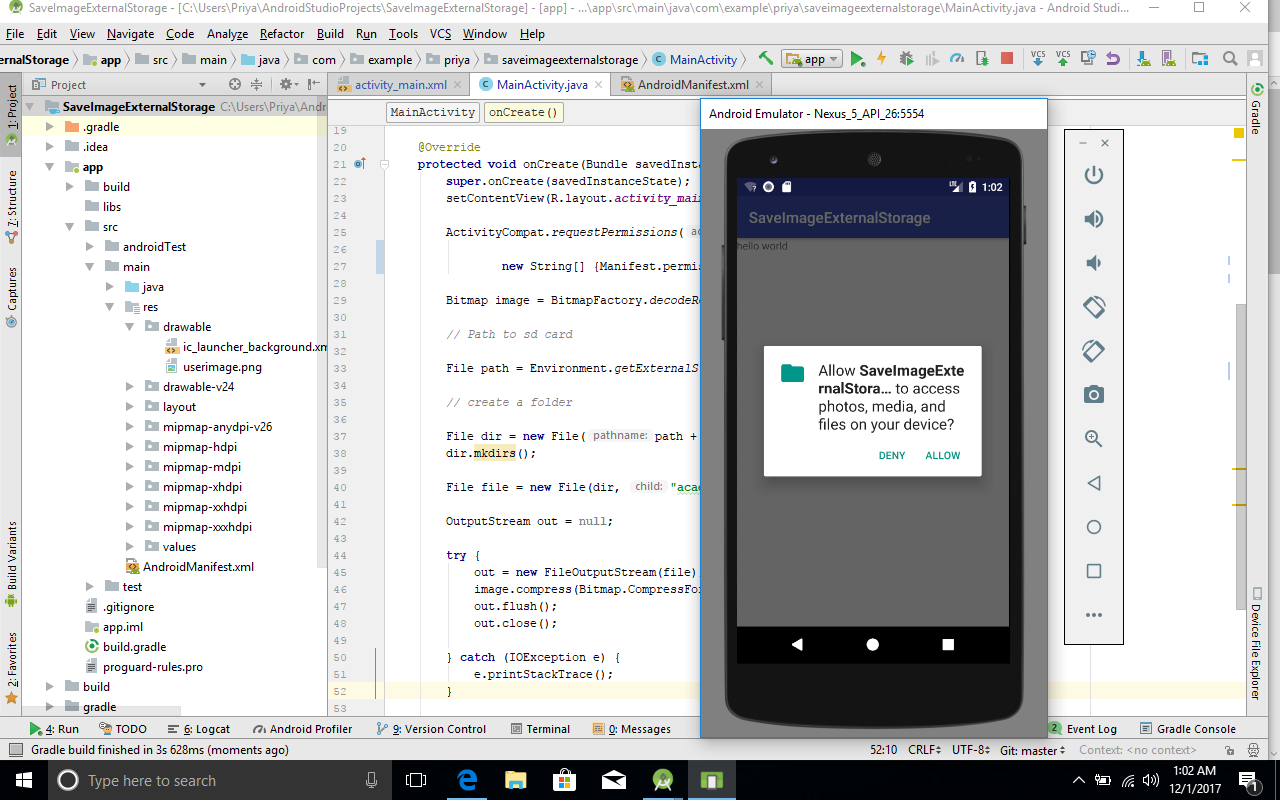 SaveImageExternalStorage - [C:\Users\Priya\AndroidStudioProjects\SaveImageExternalStorage] - [app] - ...\app\src\main\java\com\example\priya\saveimageexternalstorage\MainActivity.java - Android Studi...
File Edit View Navigate Code Analyze Refactor Build Run Tools VCS Window Help
ernalStorage app src main java com example priya saveimageexternalstorage MainActivity app VCS VCS
Project activity_main.xml MainActivity.java AndroidManifest.xml
1: Project
7: Structure
Captures
Build Variants
2: Favorites
SaveImageExternalStorage C:\Users\Priya\Andr
.gradle
.idea
app
build
libs
src
androidTest
main
java
res
drawable
ic_launcher_background.xm
userimage.png
drawable-v24
layout
mipmap-anydpi-v26
mipmap-hdpi
mipmap-mdpi
mipmap-xhdpi
mipmap-xxhdpi
mipmap-xxxhdpi
values
AndroidManifest.xml
test
.gitignore
app.iml
build.gradle
proguard-rules.pro
build
gradle
MainActivity onCreate()
19
20 @Override
21 protected void onCreate(Bundle savedInsta
22 super.onCreate(savedInstanceState);
23 setContentView(R.layout.activity_mai
24
25 ActivityCompat.requestPermissions( ac
26
27 new String[] {Manifest.permis
28
29 Bitmap image = BitmapFactory.decodeRe
30
31 // Path to sd card
32
33 File path = Environment.getExternalS
34
35 // create a folder
36
37 File dir = new File( pathname: path +
38 dir.mkdirs();
39
40 File file = new File(dir, child: "acad
41
42 OutputStream out = null;
43
44 try {
45 out = new FileOutputStream(file)
46 image.compress(Bitmap.CompressFor
47 out.flush();
48 out.close();
49
50 } catch (IOException e) {
51 e.printStackTrace();
52 }
53
Android Emulator - Nexus_5_API_26:5554
LTE 1:02
SaveImageExternalStorage
hello world
Allow SaveImageExte
rnalStora... to access
photos, media, and
files on your device?
DENY ALLOW
Gradle
Device File Explorer
4: Run TODO 6: Logcat Android Profiler 9: Version Control Terminal 0: Messages 2 Event Log Gradle Console
Gradle build finished in 3s 628ms (moments ago) 52:10 CRLF UTF-8 Git: master Context: <no context>
Type here to search
1:02 AM
12/1/2017
1